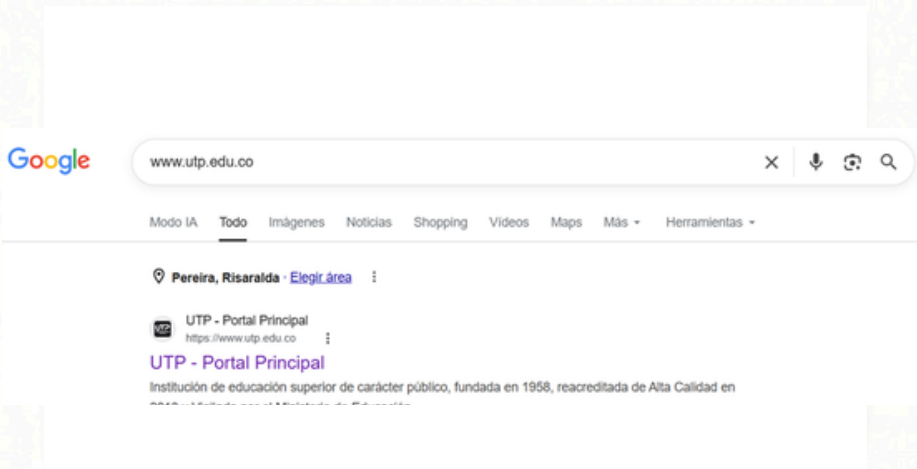 Google
www.utp.edu.co
Modo IA Todo Imágenes Noticias Shopping Vídeos Maps Más Herramientas
Pereira, Risaralda · Elegir área
UTP
UTP - Portal Principal
https://www.utp.edu.co
UTP - Portal Principal
Institución de educación superior de carácter público, fundada en 1958, reacreditada de Alta Calidad en